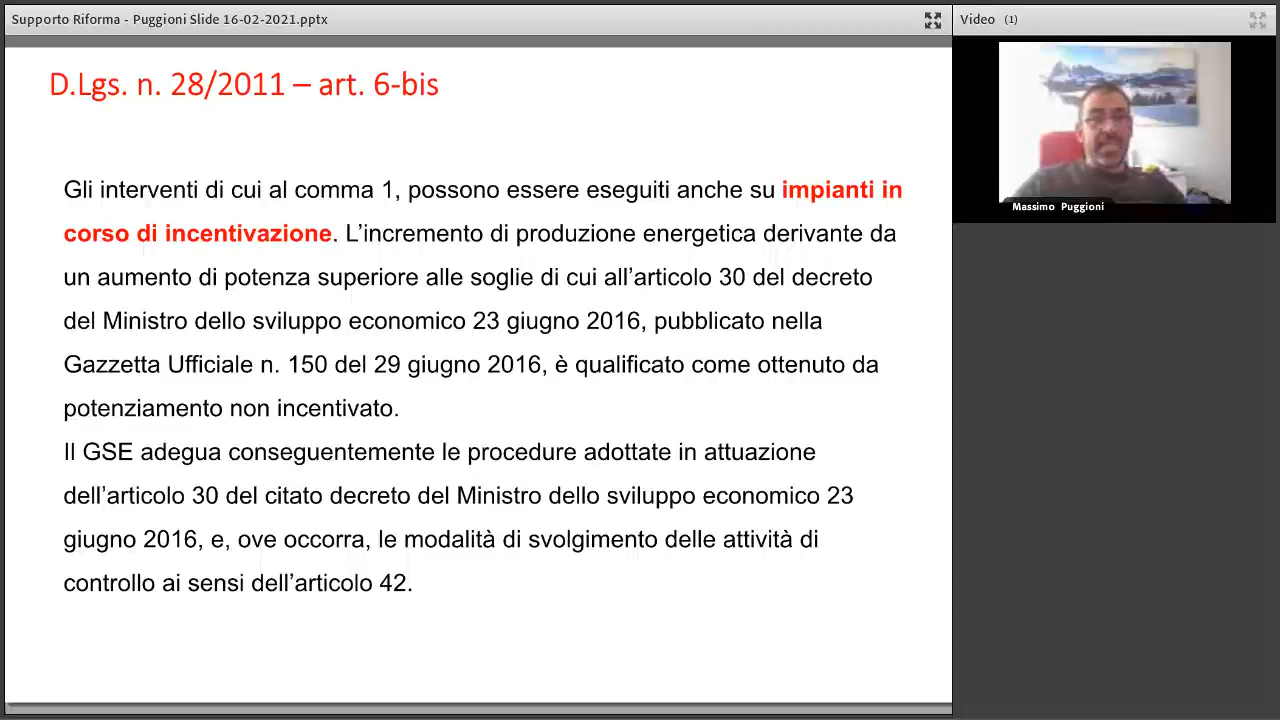 Supporto Riforma - Puggioni Slide 16-02-2021.pptx
Video (1)
D.Lgs. n. 28/2011 – art. 6-bis
Gli interventi di cui al comma 1, possono essere eseguiti anche su impianti in
corso di incentivazione. L’incremento di produzione energetica derivante da
un aumento di potenza superiore alle soglie di cui all’articolo 30 del decreto
del Ministro dello sviluppo economico 23 giugno 2016, pubblicato nella
Gazzetta Ufficiale n. 150 del 29 giugno 2016, è qualificato come ottenuto da
potenziamento non incentivato.
Il GSE adegua conseguentemente le procedure adottate in attuazione
dell’articolo 30 del citato decreto del Ministro dello sviluppo economico 23
giugno 2016, e, ove occorra, le modalità di svolgimento delle attività di
controllo ai sensi dell’articolo 42.
Massimo Puggioni